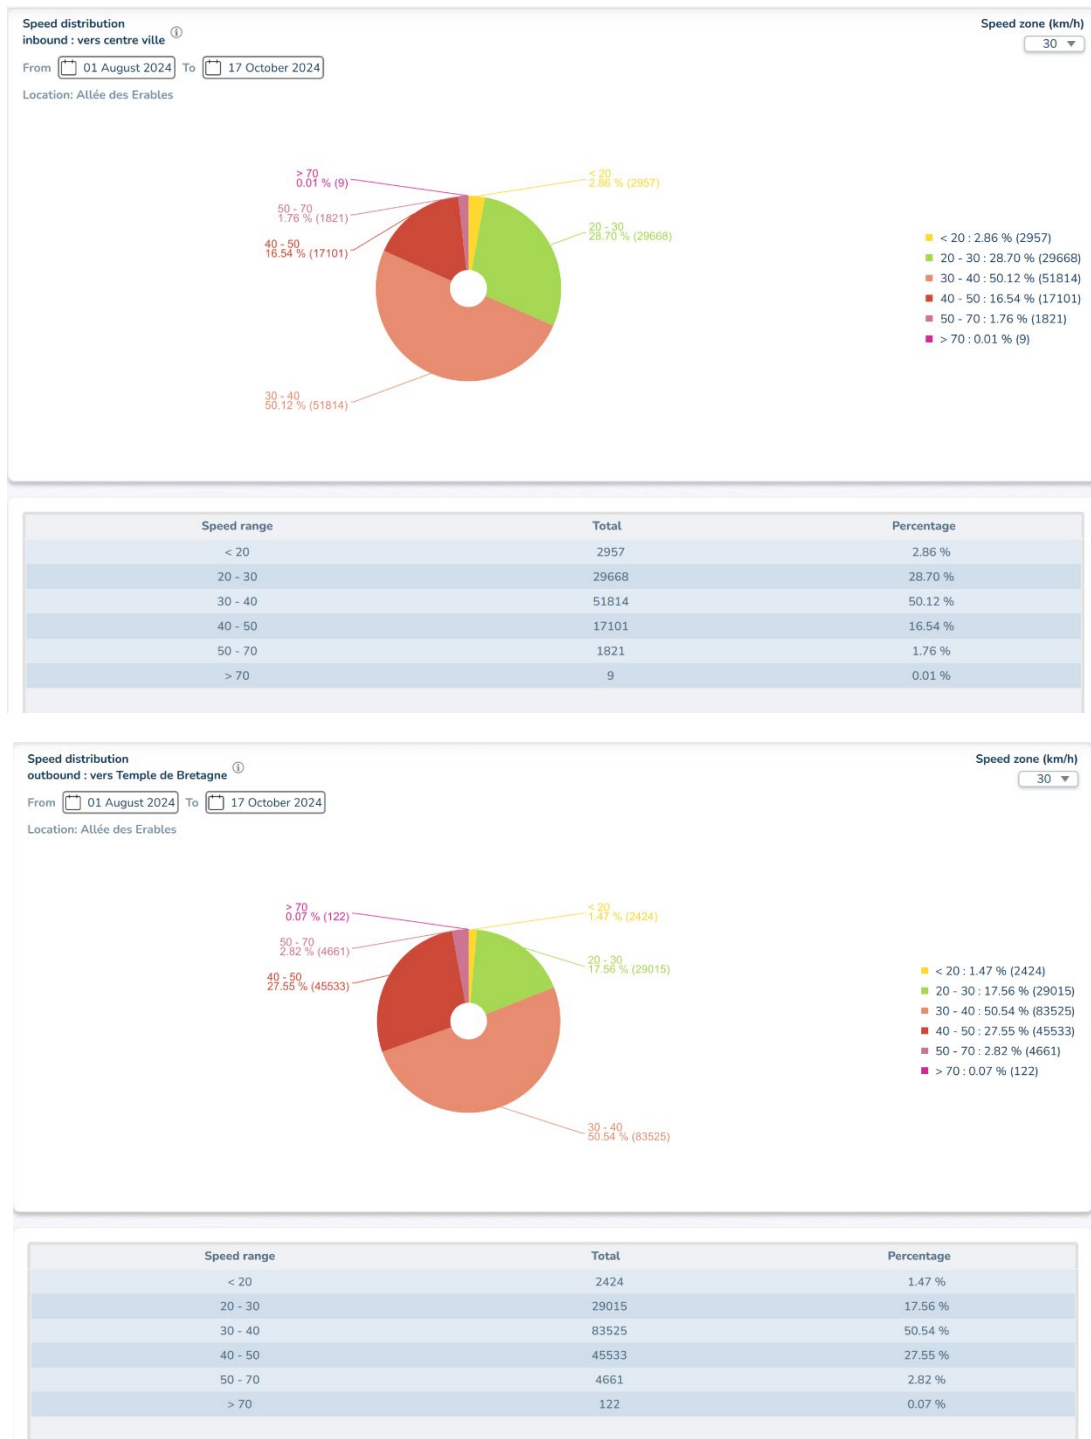 Speed distribution
inbound : vers centre ville
Speed zone (km/h)
30
From 01 August 2024 To 17 October 2024
Location: Allée des Erables
> 70
0.01 % (9)
< 20
2.86 % (2957)
50 - 70
1.76 % (1821)
20 - 30
28.70 % (29668)
40 - 50
16.54 % (17101)
30 - 40
50.12 % (51814)
< 20 : 2.86 % (2957)
20 - 30 : 28.70 % (29668)
30 - 40 : 50.12 % (51814)
40 - 50 : 16.54 % (17101)
50 - 70 : 1.76 % (1821)
> 70 : 0.01 % (9)
Speed range Total Percentage
< 20 2957 2.86 %
20 - 30 29668 28.70 %
30 - 40 51814 50.12 %
40 - 50 17101 16.54 %
50 - 70 1821 1.76 %
> 70 9 0.01 %
Speed distribution
outbound : vers Temple de Bretagne
Speed zone (km/h)
30
From 01 August 2024 To 17 October 2024
Location: Allée des Erables
> 70
0.07 % (122)
< 20
1.47 % (2424)
50 - 70
2.82 % (4661)
20 - 30
17.56 % (29015)
40 - 50
27.55 % (45533)
30 - 40
50.54 % (83525)
< 20 : 1.47 % (2424)
20 - 30 : 17.56 % (29015)
30 - 40 : 50.54 % (83525)
40 - 50 : 27.55 % (45533)
50 - 70 : 2.82 % (4661)
> 70 : 0.07 % (122)
Speed range Total Percentage
< 20 2424 1.47 %
20 - 30 29015 17.56 %
30 - 40 83525 50.54 %
40 - 50 45533 27.55 %
50 - 70 4661 2.82 %
> 70 122 0.07 %